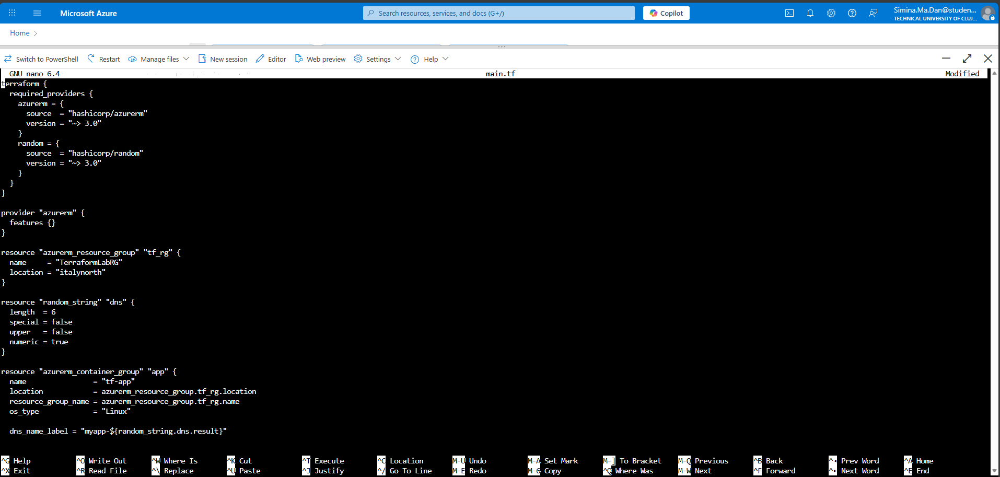 Microsoft Azure
Search resources, services, and docs (G+/)
Copilot
Simina.Ma.Dan@studen...
TECHNICAL UNIVERSITY OF CLUJ...
Home >
Switch to PowerShell Restart Manage files New session Editor Web preview Settings Help
GNU nano 6.4 main.tf Modified
terraform {
  required_providers {
    azurerm = {
      source  = "hashicorp/azurerm"
      version = "~> 3.0"
    }
    random = {
      source  = "hashicorp/random"
      version = "~> 3.0"
    }
  }
}
provider "azurerm" {
  features {}
}
resource "azurerm_resource_group" "tf_rg" {
  name     = "TerraformLabRG"
  location = "italynorth"
}
resource "random_string" "dns" {
  length  = 6
  special = false
  upper   = false
  numeric = true
}
resource "azurerm_container_group" "app" {
  name                = "tf-app"
  location            = azurerm_resource_group.tf_rg.location
  resource_group_name = azurerm_resource_group.tf_rg.name
  os_type             = "Linux"
  dns_name_label = "myapp-${random_string.dns.result}"
^G Help ^O Write Out ^W Where Is ^K Cut ^T Execute ^C Location M-U Undo M-A Set Mark M-] To Bracket M-Q Previous ^B Back ^◂ Prev Word ^A Home
^X Exit ^R Read File ^\ Replace ^U Paste ^J Justify ^/ Go To Line M-E Redo M-6 Copy ^Q Where Was M-W Next ^F Forward ^▸ Next Word ^E End